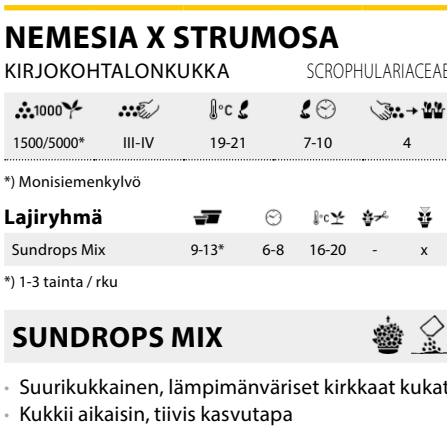 NEMESIA X STRUMOSA
KIRJOKOHTALONKUKKA SCROPHULARIACEAE
1000 °C
1500/5000* III-IV 19-21 7-10 4
*) Monisiemenkylvö
Lajiryhmä °C
Sundrops Mix 9-13* 6-8 16-20 - x
*) 1-3 tainta / rku
SUNDROPS MIX
• Suurikukkainen, lämpimänväriset kirkkaat kukat
• Kukkii aikaisin, tiivis kasvutapa